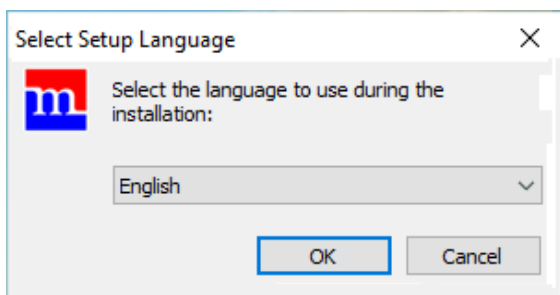 Select Setup Language
m
Select the language to use during the
installation:
English
OK
Cancel